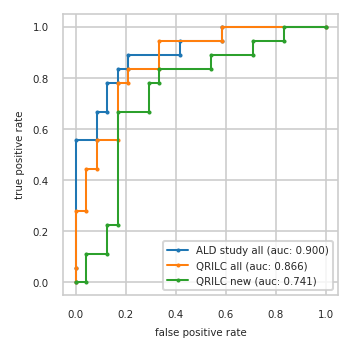 1.0
0.8
0.6
0.4
0.2
0.0
true positive rate
ALD study all (auc: 0.900)
QRILC all (auc: 0.866)
QRILC new (auc: 0.741)
0.0 0.2 0.4 0.6 0.8 1.0
false positive rate